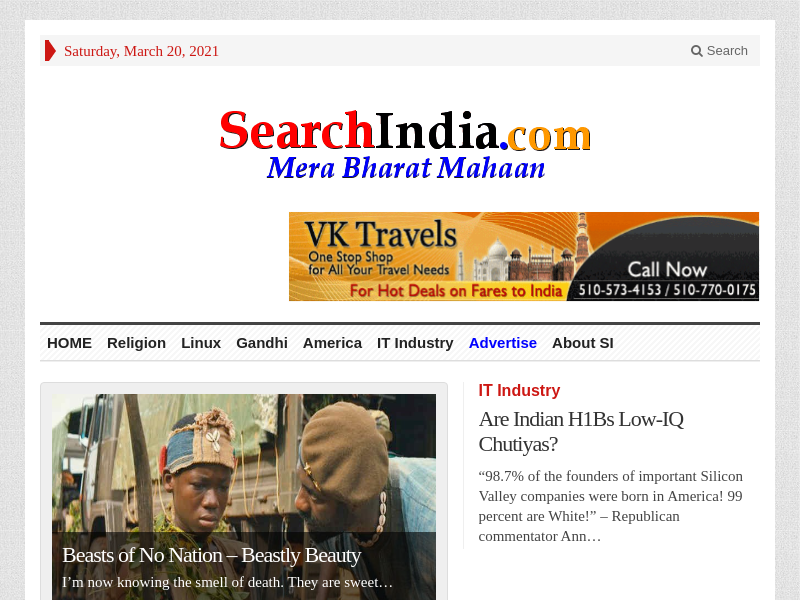 Saturday, March 20, 2021
Search
SearchIndia.com
Mera Bharat Mahaan
VK Travels
One Stop Shop
for All Your Travel Needs
For Hot Deals on Fares to India
Call Now
510-573-4153 / 510-770-0175
HOME Religion Linux Gandhi America IT Industry Advertise About SI
Beasts of No Nation – Beastly Beauty
I’m now knowing the smell of death. They are sweet…
IT Industry
Are Indian H1Bs Low-IQ
Chutiyas?
“98.7% of the founders of important Silicon
Valley companies were born in America! 99
percent are White!” – Republican
commentator Ann…